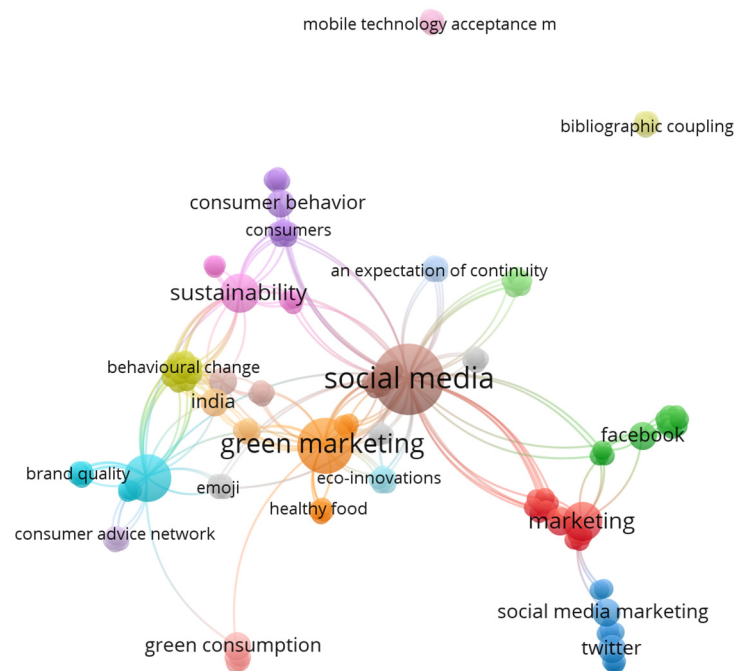 mobile technology acceptance m
bibliographic coupling
consumer behavior
consumers
an expectation of continuity
sustainability
behavioural change
social media
india
green marketing
facebook
brand quality
emoji
eco-innovations
healthy food
marketing
consumer advice network
social media marketing
green consumption
twitter